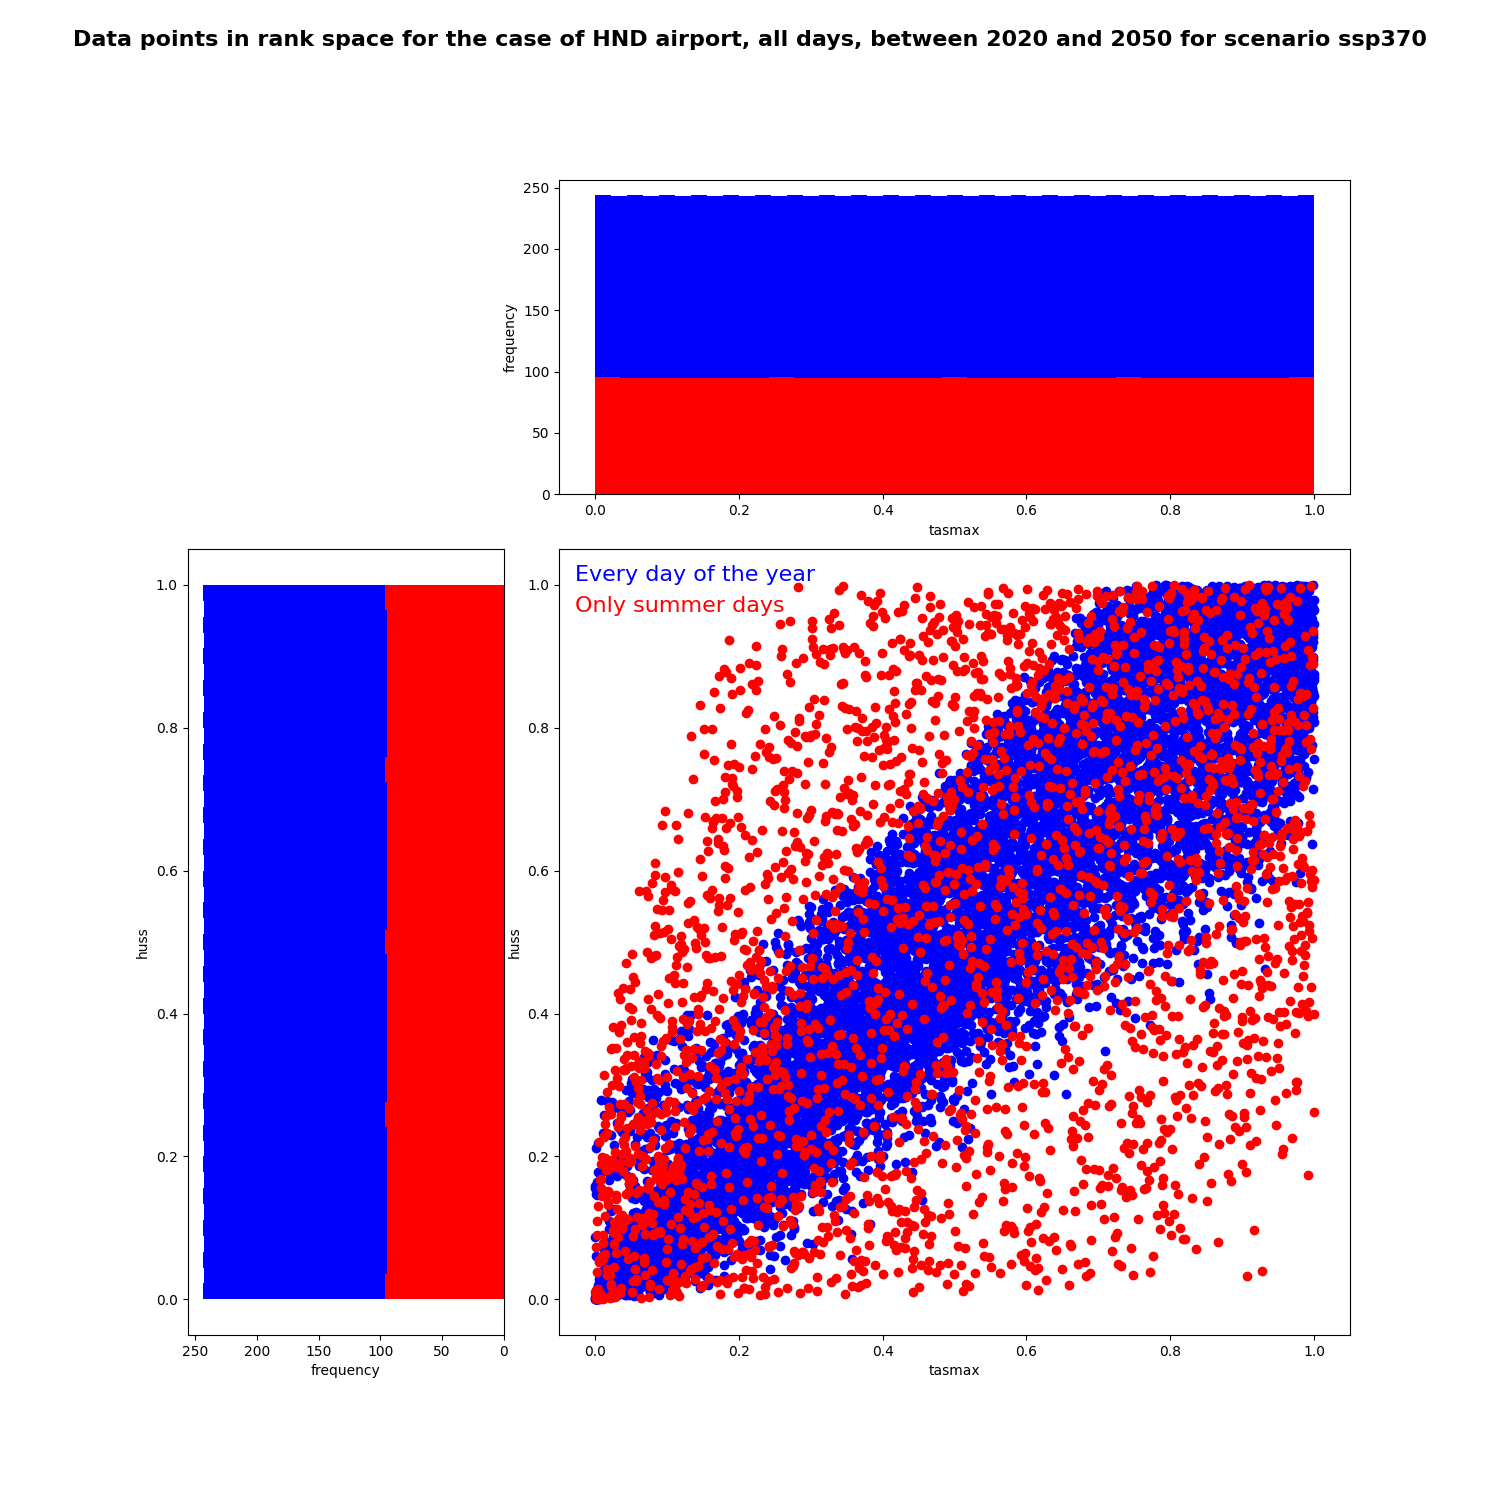 Data points in rank space for the case of HND airport, all days, between 2020 and 2050 for scenario ssp370
250
200
150
100
50
0
frequency
0.0 0.2 0.4 0.6 0.8 1.0
tasmax
1.0
0.8
0.6
0.4
0.2
0.0
huss
250 200 150 100 50 0
frequency
Every day of the year
Only summer days
1.0
0.8
0.6
0.4
0.2
0.0
huss
0.0 0.2 0.4 0.6 0.8 1.0
tasmax